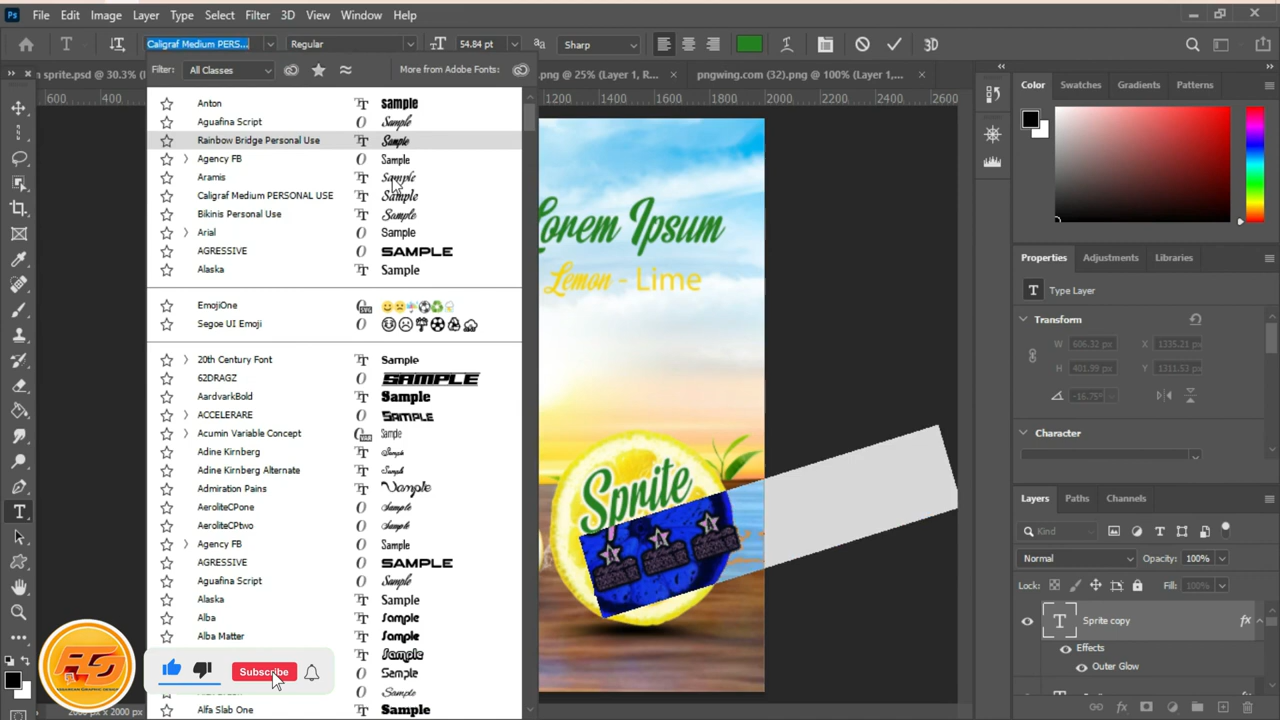 Ps File Edit Image Layer Type Select Filter 3D View Window Help
T Caligraf Medium PERS... Regular 54.84 pt Sharp 3D
Filter: All Classes More from Adobe Fonts:
n sprite.psd @ 30.3% .png @ 25% (Layer 1, R... pngwing.com (32).png @ 100% (Layer 1,...
600 400 1200 1400 1600 1800 2000 2200 2400 2600
Anton sample
Aguafina Script Sample
Rainbow Bridge Personal Use Sample
Agency FB Sample
Aramis Sample
Caligraf Medium PERSONAL USE Sample
Bikinis Personal Use Sample
Arial Sample
AGRESSIVE SAMPLE
Alaska Sample
EmojiOne
Segoe UI Emoji
20th Century Font Sample
62DRAGZ SAMPLE
AardvarkBold Sample
ACCELERARE SAMPLE
Acumin Variable Concept Sample
Adine Kirnberg Sample
Adine Kirnberg Alternate Sample
Admiration Pains Sample
AeroliteCPone Sample
AeroliteCPtwo Sample
Agency FB Sample
AGRESSIVE SAMPLE
Aguafina Script Sample
Alaska Sample
Alba Sample
Alba Matter Sample
Sample
Sample
Sample
Alfa Slab One Sample
Lorem Ipsum
Lemon - Lime
Sprite
Color Swatches Gradients Patterns
Properties Adjustments Libraries
T Type Layer
Transform
W 606.32 px X 1335.21 px
H 401.99 px Y 1311.53 px
-16.75°
Character
Layers Paths Channels
Kind
Normal Opacity: 100%
Lock: Fill: 100%
T Sprite copy fx
Effects
Outer Glow
Subscribe
2000 px x 2000 px